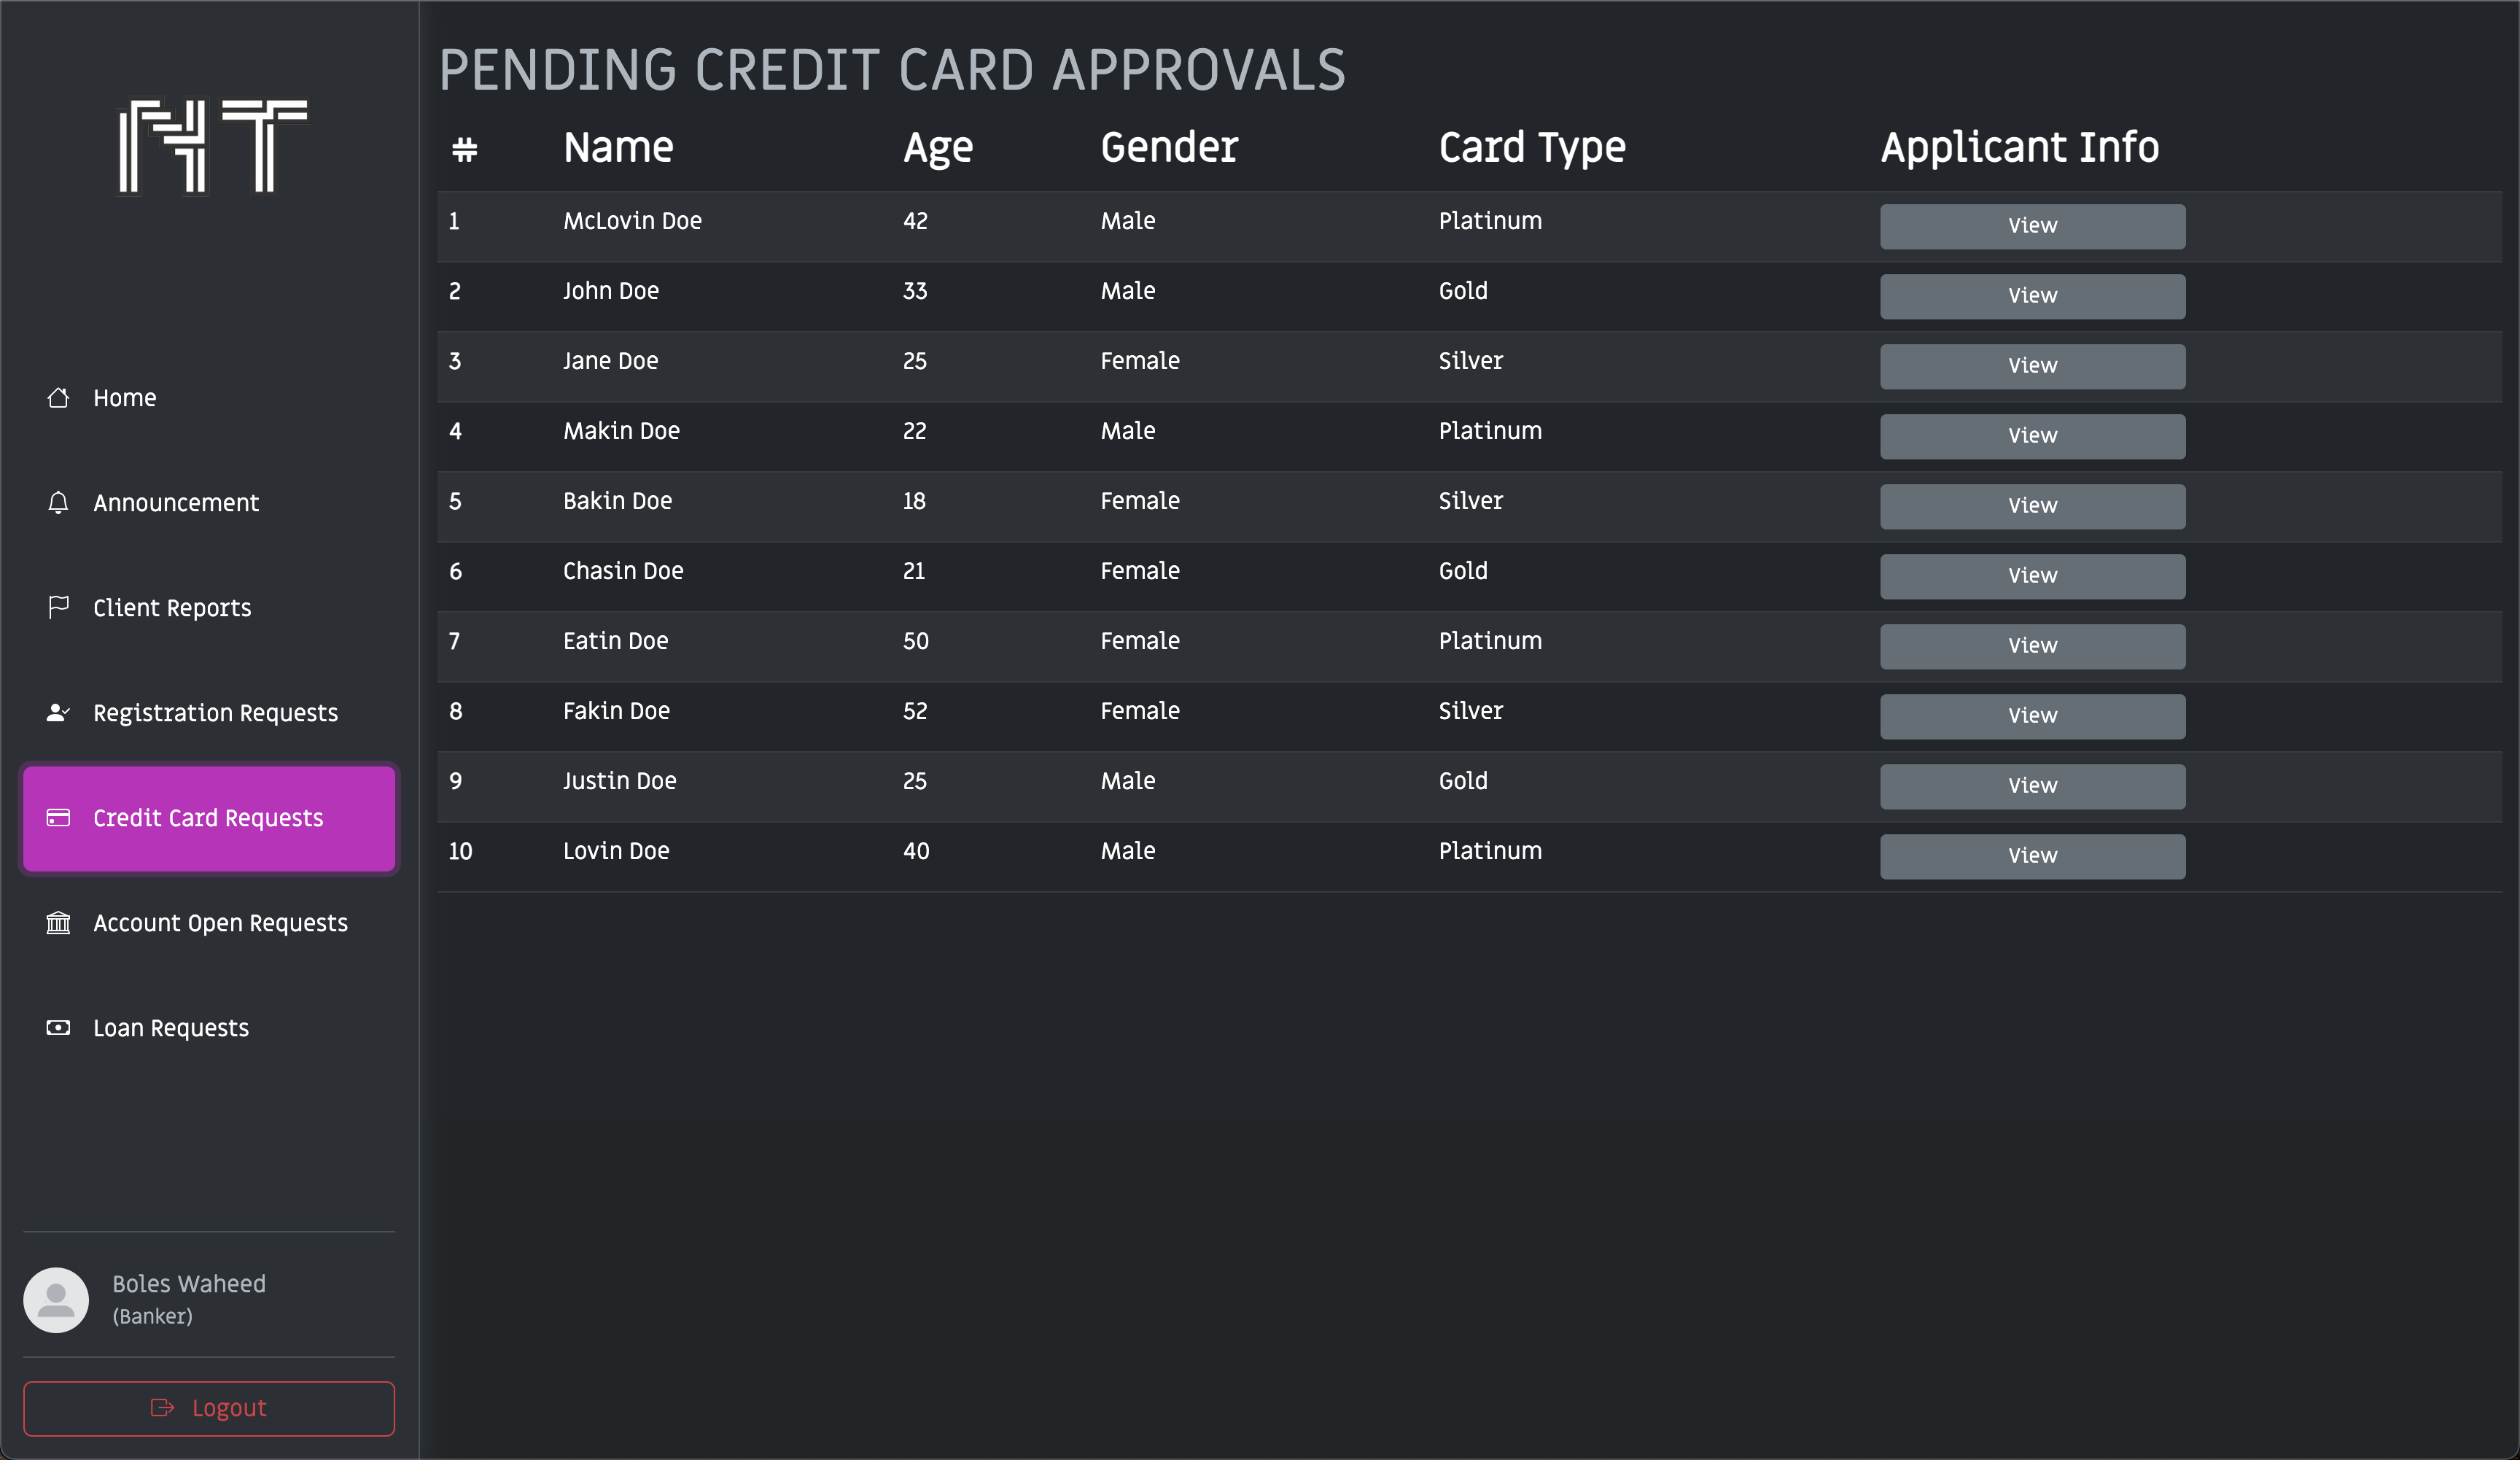 NT
Home
Announcement
Client Reports
Registration Requests
Credit Card Requests
Account Open Requests
Loan Requests
Boles Waheed
(Banker)
Logout
PENDING CREDIT CARD APPROVALS
# Name Age Gender Card Type Applicant Info
1 McLovin Doe 42 Male Platinum View
2 John Doe 33 Male Gold View
3 Jane Doe 25 Female Silver View
4 Makin Doe 22 Male Platinum View
5 Bakin Doe 18 Female Silver View
6 Chasin Doe 21 Female Gold View
7 Eatin Doe 50 Female Platinum View
8 Fakin Doe 52 Female Silver View
9 Justin Doe 25 Male Gold View
10 Lovin Doe 40 Male Platinum View